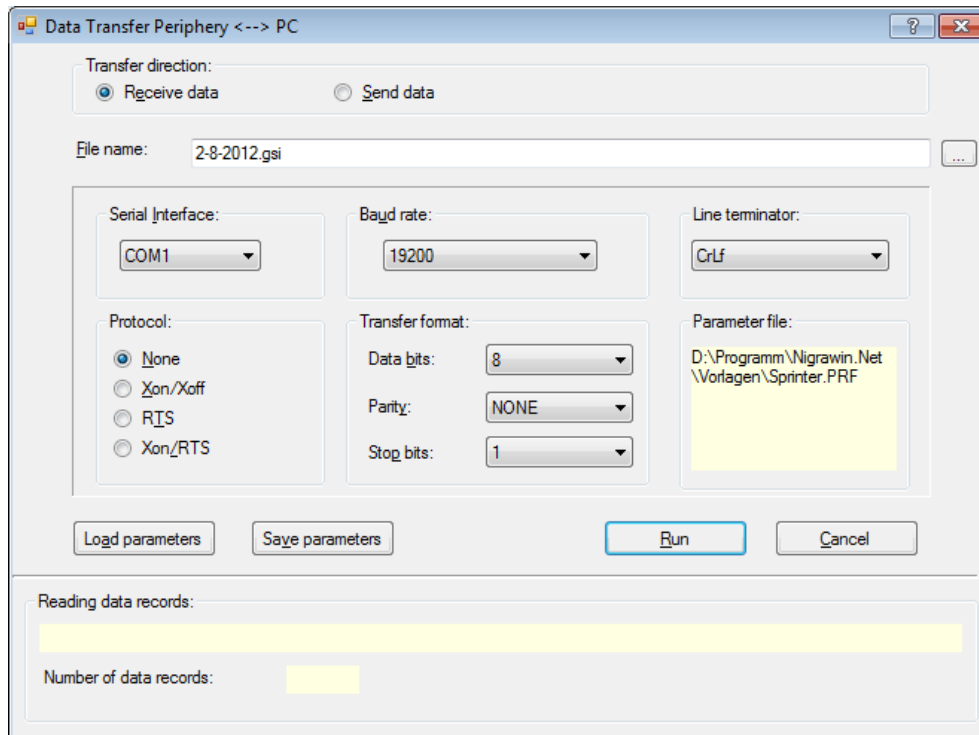 Data Transfer Periphery <--> PC
Transfer direction:
Receive data
Send data
File name:
2-8-2012.gsi
...
Serial Interface:
COM1
Baud rate:
19200
Line terminator:
CrLf
Protocol:
None
Xon/Xoff
RTS
Xon/RTS
Transfer format:
Data bits:
8
Parity:
NONE
Stop bits:
1
Parameter file:
D:\Programm\Nigrawin.Net
\Vorlagen\Sprinter.PRF
Load parameters
Save parameters
Run
Cancel
Reading data records:
Number of data records: